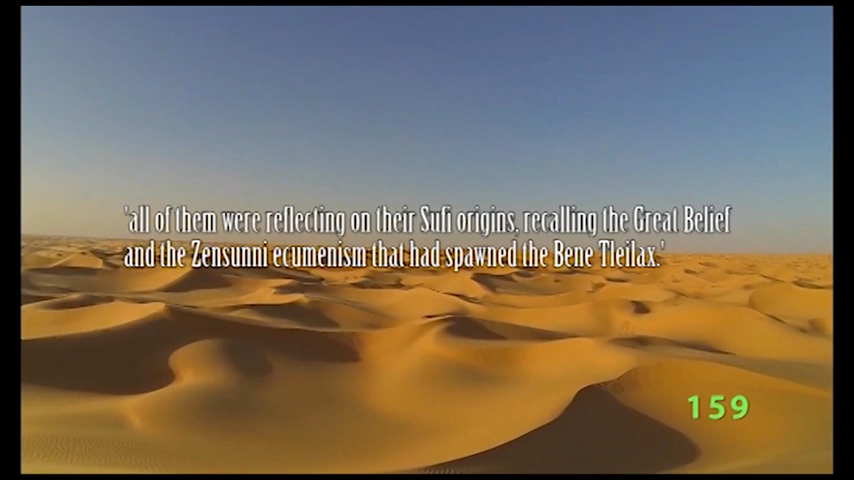 'all of them were reflecting on their Sufi origins, recalling the Great Belief
and the Zensunni ecumenism that had spawned the Bene Tleilax.'
159